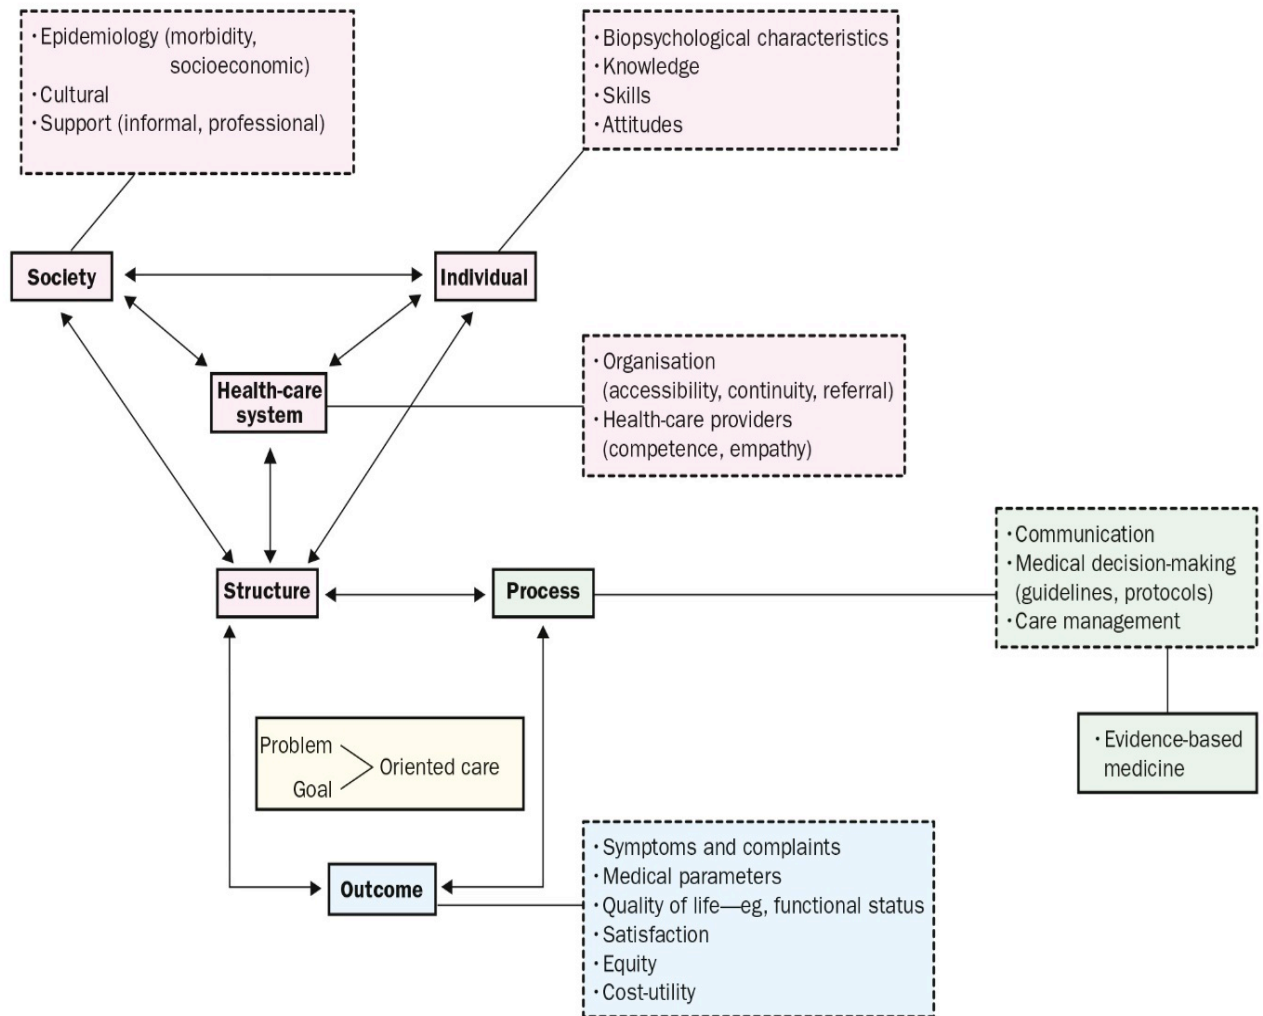 ·Epidemiology (morbidity,
socioeconomic)
·Cultural
·Support (informal, professional)
·Biopsychological characteristics
·Knowledge
·Skills
·Attitudes
Society
Individual
Health-care
system
·Organisation
(accessibility, continuity, referral)
·Health-care providers
(competence, empathy)
Structure
Process
·Communication
·Medical decision-making
(guidelines, protocols)
·Care management
·Evidence-based
medicine
Problem
Oriented care
Goal
Outcome
·Symptoms and complaints
·Medical parameters
·Quality of life—eg, functional status
·Satisfaction
·Equity
·Cost-utility